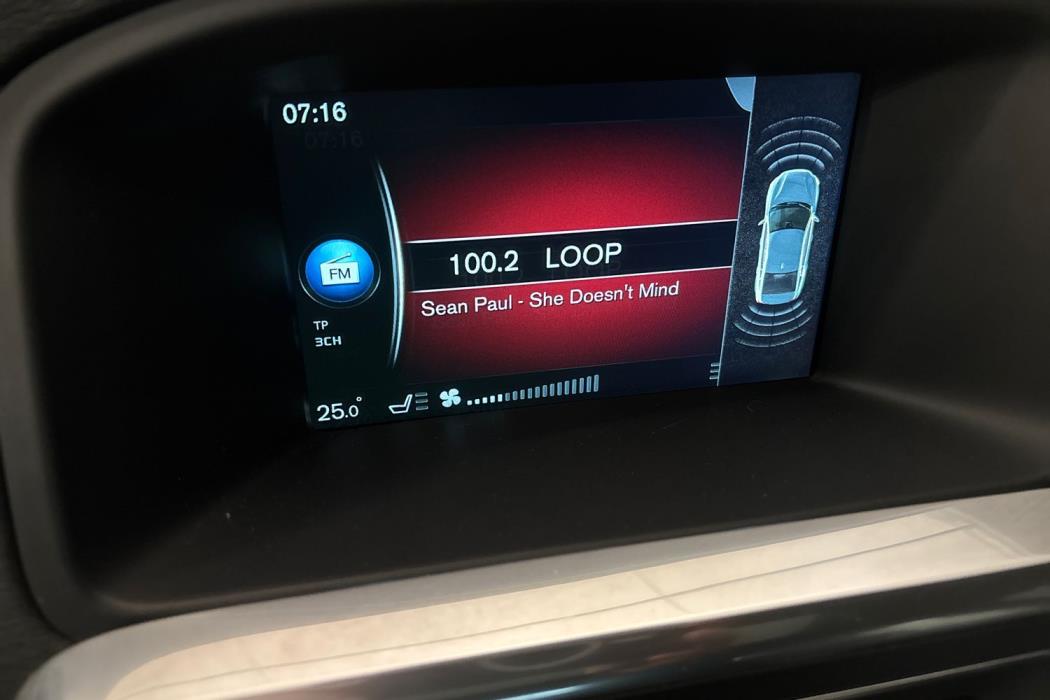 07:16
100.2 LOOP
FM
Sean Paul - She Doesn't Mind
TP
3CH
25.0°